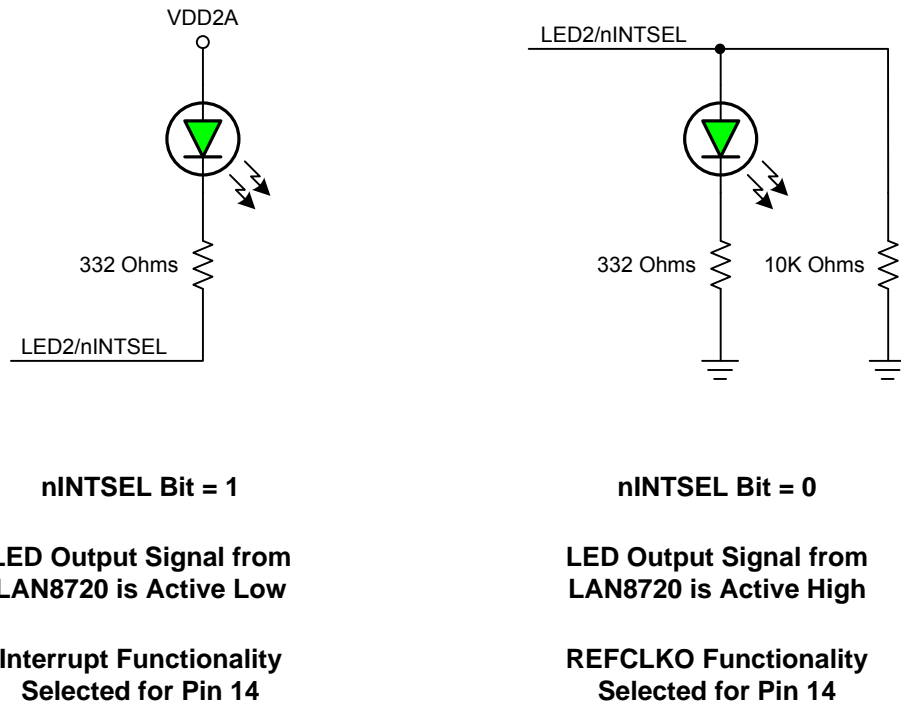 VDD2A
332 Ohms
LED2/nINTSEL
nINTSEL Bit = 1
LED Output Signal from
LAN8720 is Active Low
Interrupt Functionality
Selected for Pin 14
LED2/nINTSEL
332 Ohms
10K Ohms
nINTSEL Bit = 0
LED Output Signal from
LAN8720 is Active High
REFCLKO Functionality
Selected for Pin 14